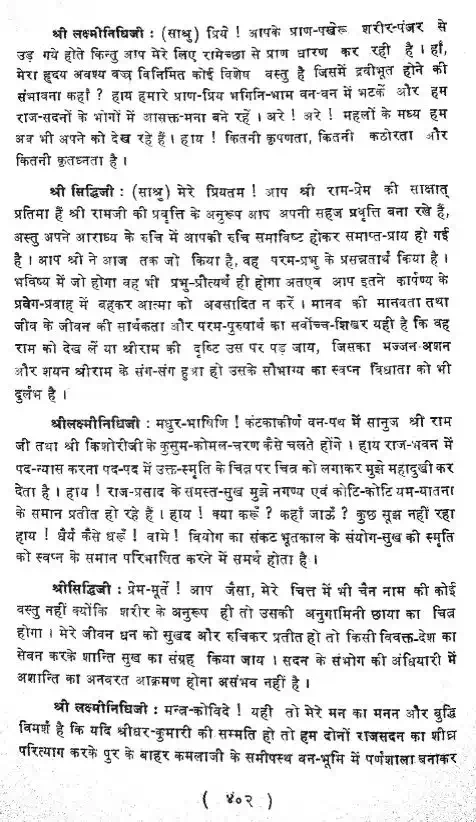 श्री लक्ष्मीनिधिजी : (साश्रु) प्रिये ! आपके प्राण-पखेरू शरीर-पंजर से
उड़ गये होते किन्तु आप मेरे लिए रामेच्छा से प्राण धारण कर रही है । हाँ,
मेरा हृदय अवश्य वज्र विनिमित कोई विशेष वस्तु है जिसमें द्रवीभूत होने की
संभावना कहाँ ? हाय हमारे प्राण-प्रिय भगिनि-भाम वन-वन में भटकें और हम
राज-सदनों के भोगों में आसक्त-मना बने रहें । अरे ! अरे ! महलों के मध्य हम
अब भी अपने को देख रहे हैं । हाय ! कितनी कृपणता, कितनी कठोरता और
कितनी कृतघ्नता है ।
श्री सिद्धिजी : (साश्रु) मेरे प्रियतम ! आप श्री राम-प्रेम की साक्षात्
प्रतिमा हैं श्री रामजी की प्रवृत्ति के अनुरूप आप अपनी सहज प्रवृत्ति बना रखे हैं,
अस्तु अपने आराध्य के रुचि में आपकी रुचि समाविष्ट होकर समाप्त-प्राय हो गई
है । आप श्री ने आज तक जो किया है, वह परम-प्रभु के प्रसन्नतार्थ किया है ।
भविष्य में जो होगा वह भी प्रभु-प्रीत्यर्थ ही होगा अतएव आप इतने कार्पण्य के
प्रवेग-प्रवाह में बहकर आत्मा को अवसादित न करें । मानव की मानवता तथा
जीव के जीवन की सार्थकता और परम-पुरुषार्थ का सर्वोच्च-शिखर यही है कि वह
राम को देख लें या श्रीराम की दृष्टि उस पर पड़ जाय, जिसका भज्जन-अशन
और शयन श्रीराम के संग-संग हुआ हो उसके सौभाग्य का स्वप्न विधाता को भी
दुर्लभ है ।
श्रीलक्ष्मीनिधिजी : मधुर-भाषिणि ! कंटकाकीर्ण वन-पथ में सानुज श्री राम
जी तथा श्री किशोरीजी के कुसुम-कोमल-चरण कैसे चलते होंगे । हाय राज-भवन में
पद-न्यास करना पद-पद में उक्त-स्मृति के चित्र पर चित्र को लगाकर मुझे महादुखी कर
देता है । हाय ! राज-प्रसाद के समस्त-सुख मुझे नगण्य एवं कोटि-कोटि यम-यातना
के समान प्रतीत हो रहे हैं । हाय ! क्या करूँ ? कहाँ जाऊँ ? कुछ सूझ नहीं रहा
हाय ! धैर्य कैसे धरूँ ! वामे ! वियोग का संकट भूतकाल के संयोग-सुख की स्मृति
को स्वप्न के समान परिभाषित करने में समर्थ होता है ।
श्रीसिद्धिजी : प्रेम-मूर्ते ! आप जैसा, मेरे चित्त में भी चैन नाम की कोई
वस्तु नहीं क्योंकि शरीर के अनुरूप ही तो उसकी अनुगामिनी छाया का चित्र
होगा । मेरे जीवन धन को सुखद और रुचिकर प्रतीत हो तो किसी विवक्त-देश का
सेवन करके शान्ति सुख का संग्रह किया जाय । सदन के संभोग की अंधियारी में
अशान्ति का अनवरत आक्रमण होना असंभव नहीं है ।
श्री लक्ष्मीनिधिजी : मन्त्र-कोविदे ! यही तो मेरे मन का मनन और बुद्धि
विमर्श है कि यदि श्रीधर-कुमारी की सम्मति हो तो हम दोनों राजसदन का शीघ्र
परित्याग करके पुर के बाहर कमलाजी के समीपस्थ वन-भूमि में पर्णशाला बनाकर
( ४०२ )